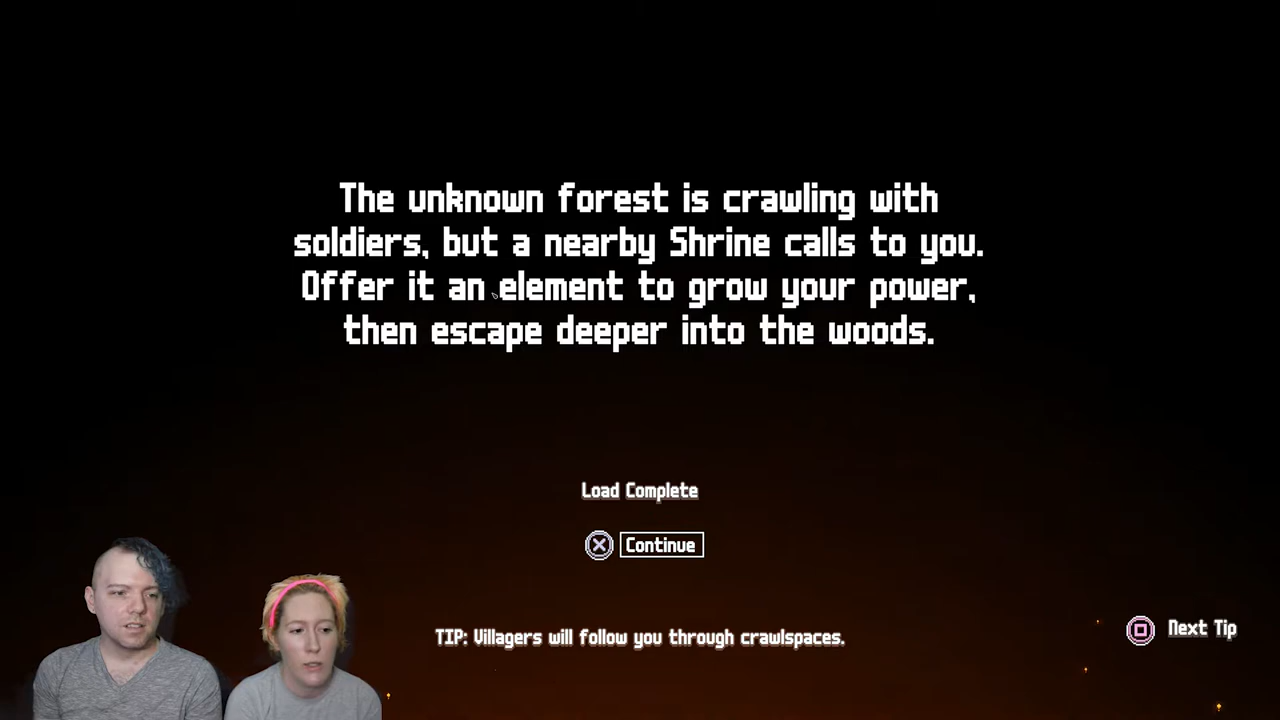 The unknown forest is crawling with
soldiers, but a nearby Shrine calls to you.
Offer it an element to grow your power,
then escape deeper into the woods.
Load Complete
Continue
TIP: Villagers will follow you through crawlspaces.
Next Tip